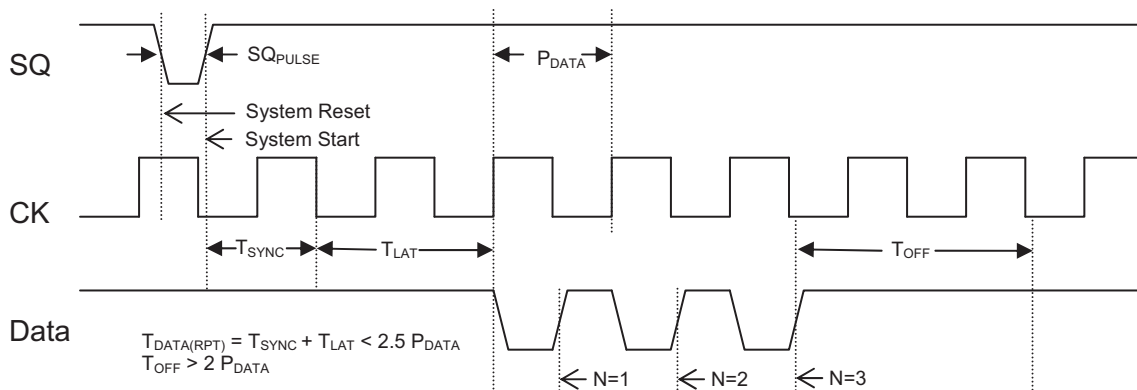 SQ
SQPULSE
PDATA
System Reset
System Start
CK
TSYNC
TLAT
TOFF
Data
TDATA(RPT) = TSYNC + TLAT < 2.5 PDATA
TOFF > 2 PDATA
N=1
N=2
N=3